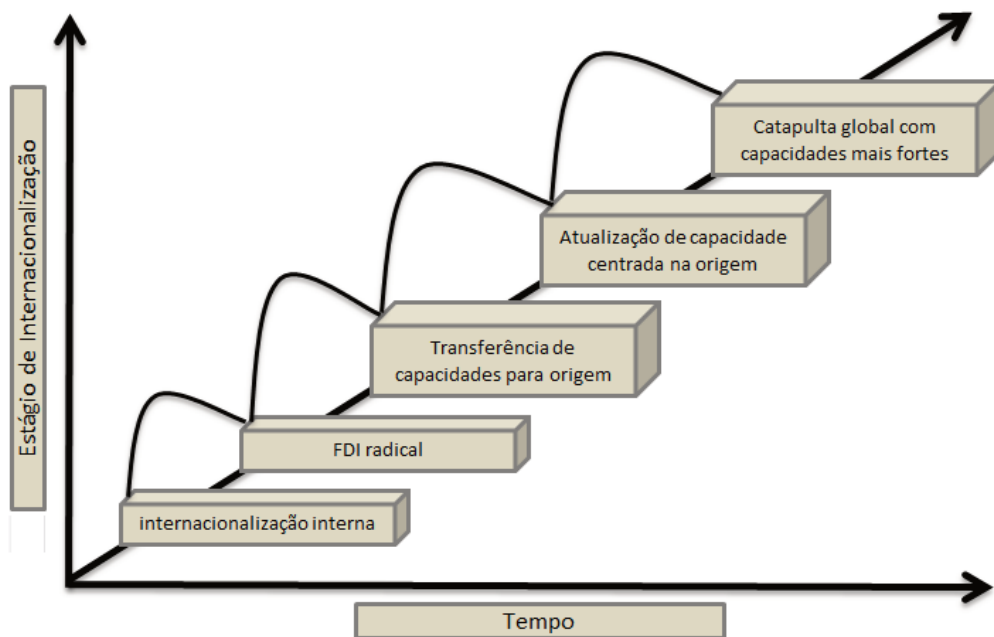 Estágio de Internacionalização
Catapulta global com
capacidades mais fortes
Atualização de capacidade
centrada na origem
Transferência de
capacidades para origem
FDI radical
internacionalização interna
Tempo